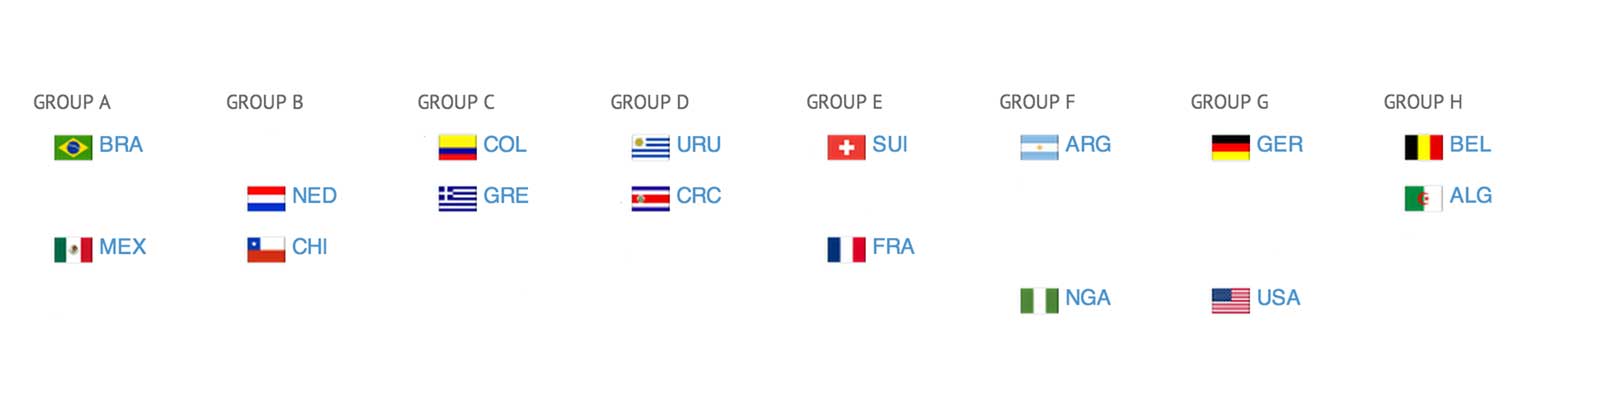 GROUP A GROUP B GROUP C GROUP D GROUP E GROUP F GROUP G GROUP H
BRA COL URU SUI ARG GER BEL
NED GRE CRC ALG
MEX CHI FRA
NGA USA